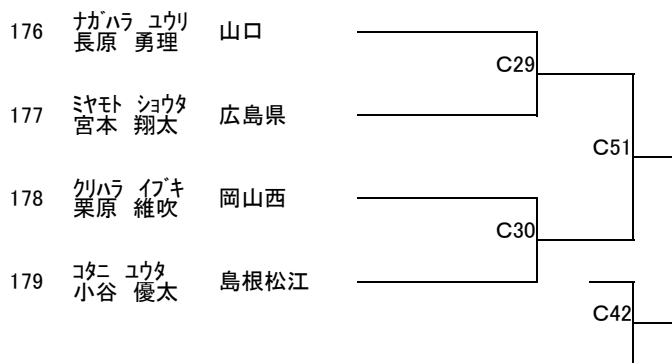 ナガハラ ユウリ
176 長原 勇理 山口
C29
ミヤモト ショウタ
177 宮本 翔太 広島県
C51
クリハラ イブキ
178 栗原 維吹 岡山西
C30
コタニ ユウタ
179 小谷 優太 島根松江
C42